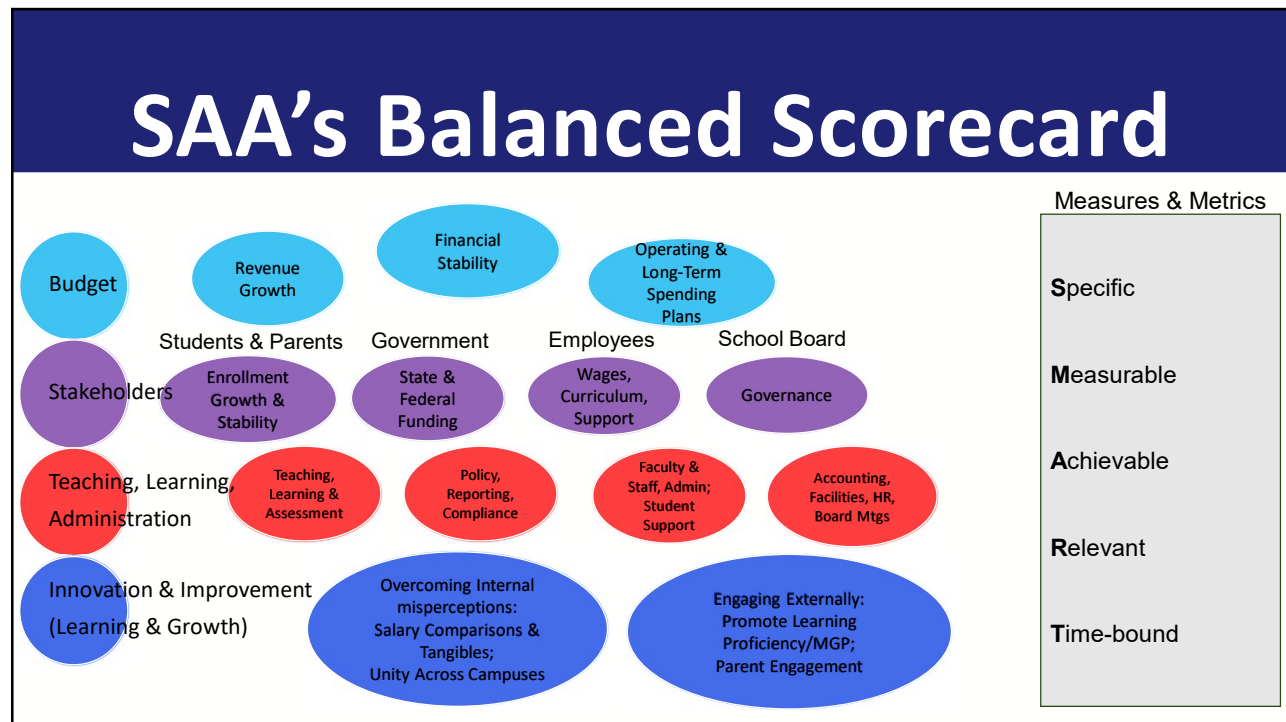 SAA's Balanced Scorecard
Measures & Metrics
Budget
Revenue
Growth
Financial
Stability
Operating &
Long-Term
Spending
Plans
Students & Parents
Government
Employees
School Board
Stakeholders
Enrollment
Growth &
Stability
State &
Federal
Funding
Wages,
Curriculum,
Support
Governance
Teaching, Learning,
Administration
Teaching,
Learning &
Assessment
Policy,
Reporting,
Compliance
Faculty &
Staff, Admin;
Student
Support
Accounting,
Facilities, HR,
Board Mtgs
Innovation & Improvement
(Learning & Growth)
Overcoming Internal
misperceptions:
Salary Comparisons &
Tangibles;
Unity Across Campuses
Engaging Externally:
Promote Learning
Proficiency/MGP;
Parent Engagement
Specific
Measurable
Achievable
Relevant
Time-bound